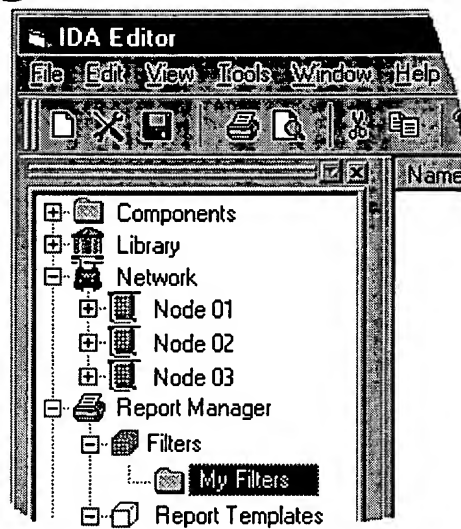 IDA Editor
File Edit View Tools Window Help
Name
Components
Library
Network
Node 01
Node 02
Node 03
Report Manager
Filters
My Filters
Report Templates